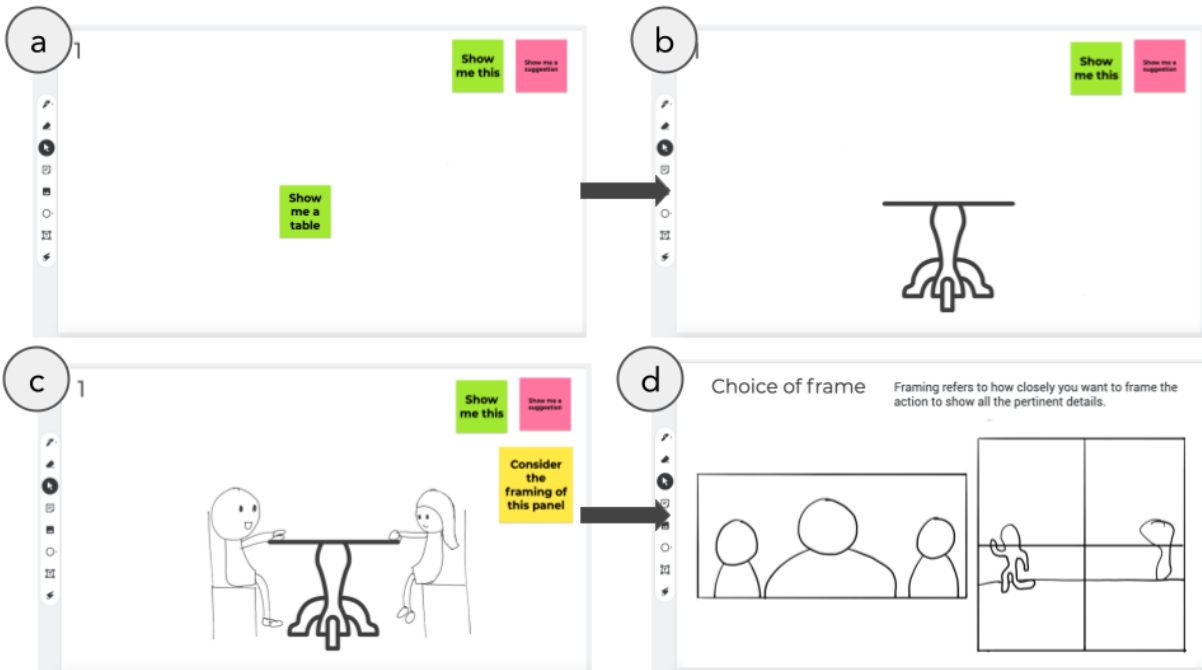 a
1
Show
me this
Show me a
suggestion
Show
me a
table
b
Show
me this
Show me a
suggestion
c
1
Show
me this
Show me a
suggestion
Consider
the
framing of
this panel
d
Choice of frame
Framing refers to how closely you want to frame the
action to show all the pertinent details.